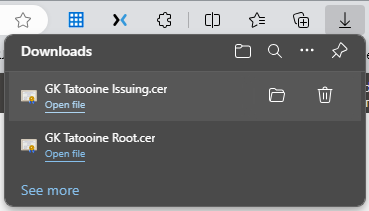 Downloads
GK Tatooine Issuing.cer
Open file
GK Tatooine Root.cer
Open file
See more